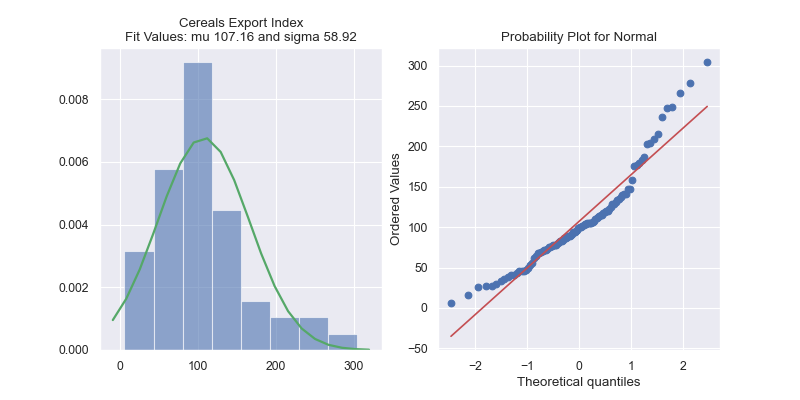 Cereals Export Index
Fit Values: mu 107.16 and sigma 58.92
0.008
0.006
0.004
0.002
0.000
0 100 200 300
Probability Plot for Normal
Ordered Values
300
250
200
150
100
50
0
−50
−2 −1 0 1 2
Theoretical quantiles